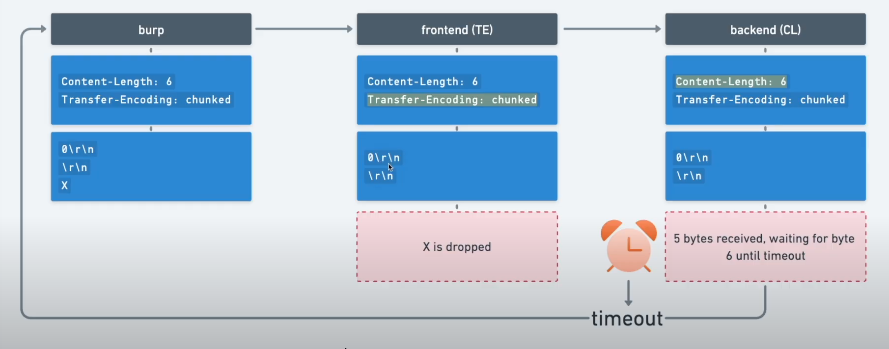 burp
frontend (TE)
backend (CL)
Content-Length: 6
Transfer-Encoding: chunked
Content-Length: 6
Transfer-Encoding: chunked
Content-Length: 6
Transfer-Encoding: chunked
0\r\n
\r\n
X
0\r\n
\r\n
0\r\n
\r\n
X is dropped
5 bytes received, waiting for byte
6 until timeout
timeout